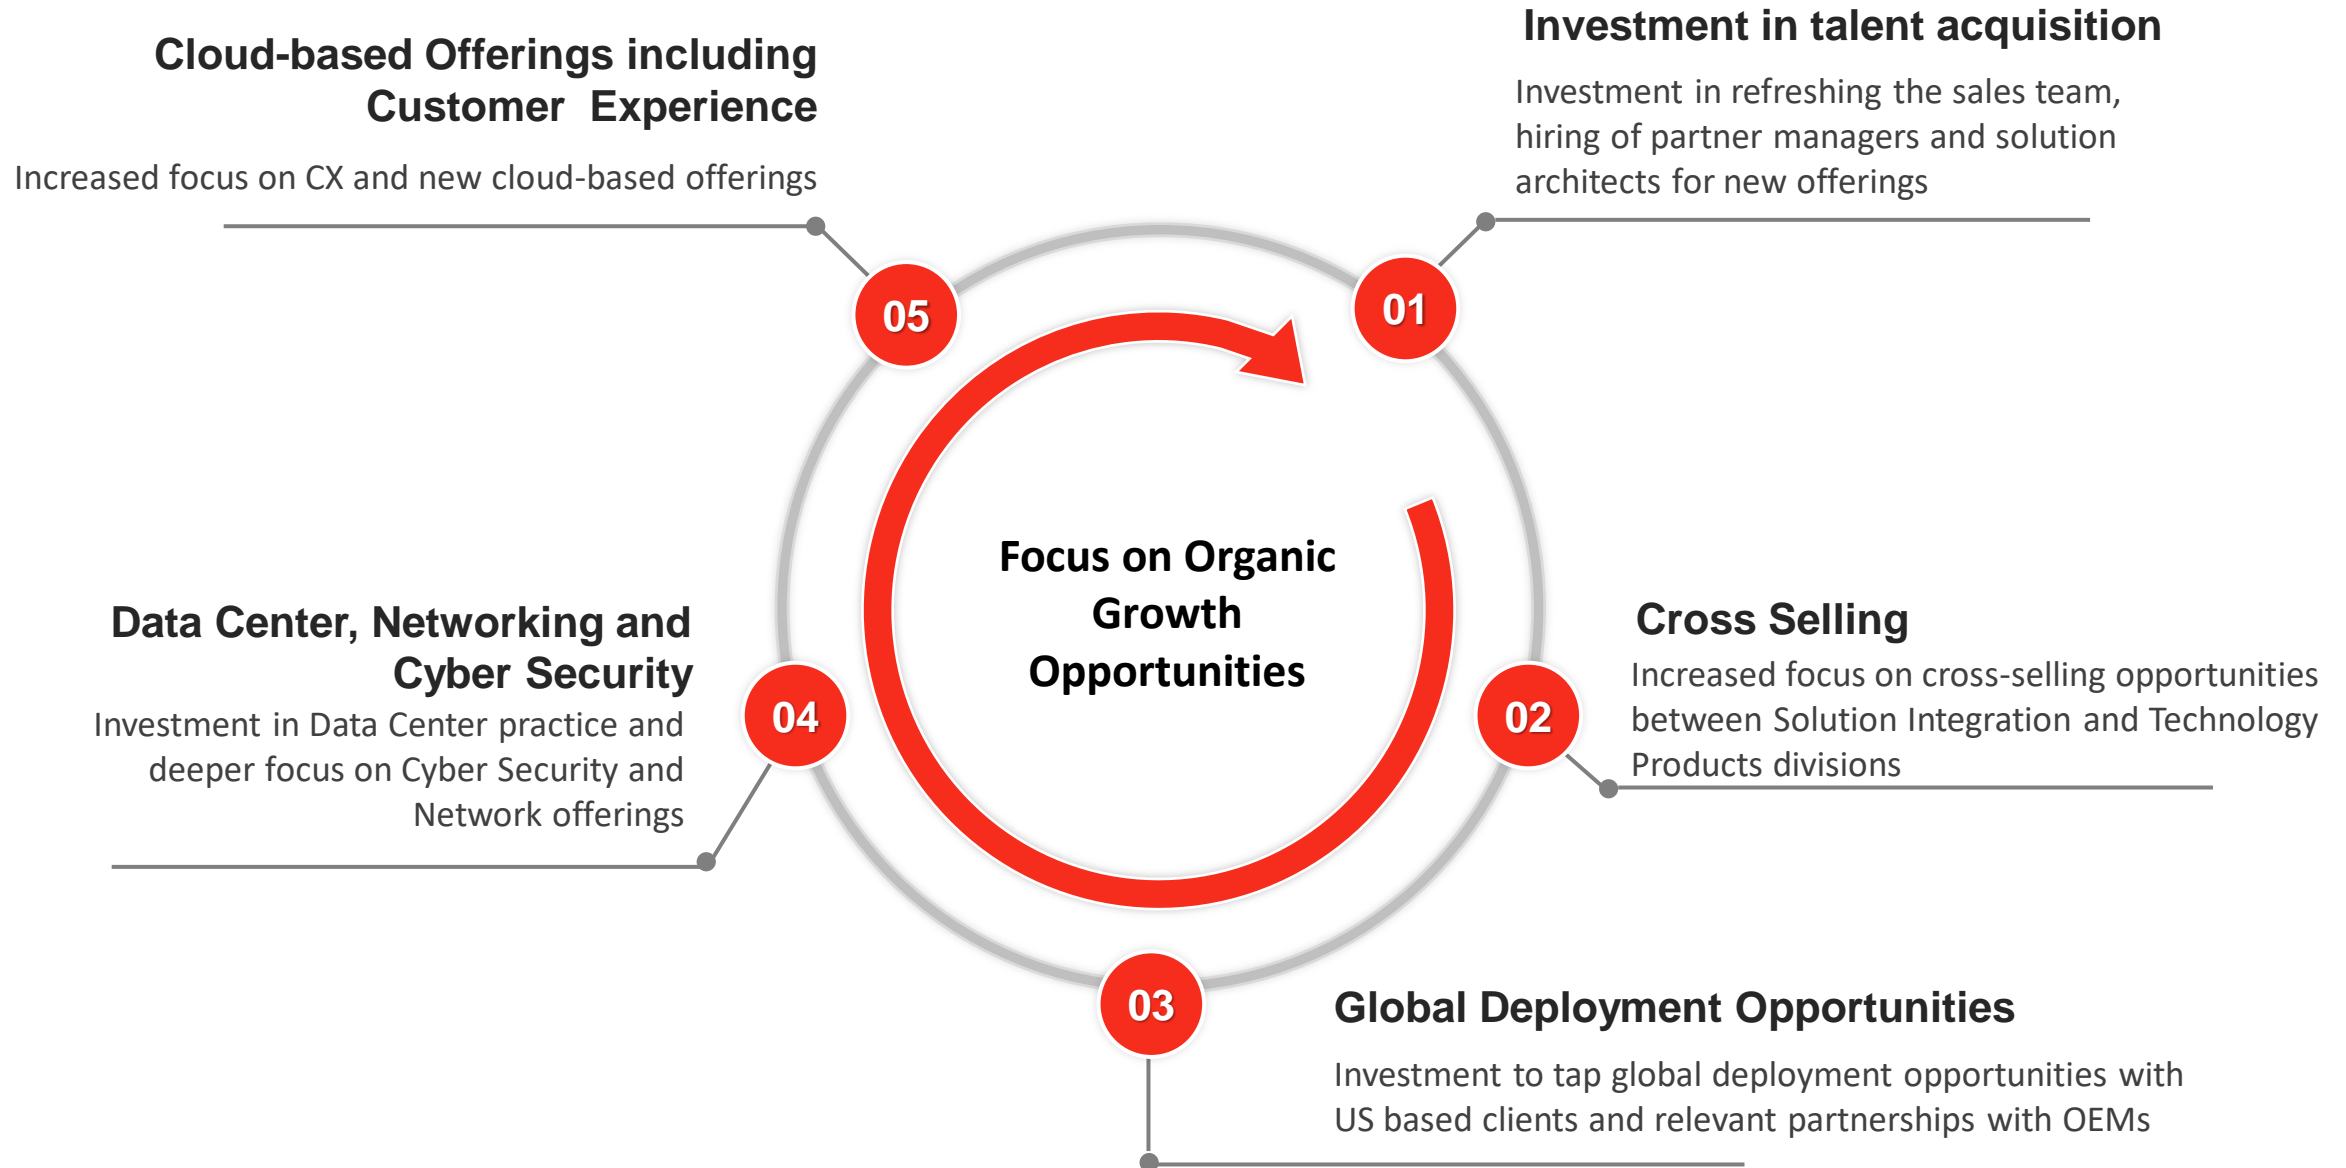 Investment in talent acquisition
Investment in refreshing the sales team,
hiring of partner managers and solution
architects for new offerings
01
Cross Selling
Increased focus on cross-selling opportunities
between Solution Integration and Technology
Products divisions
02
Global Deployment Opportunities
Investment to tap global deployment opportunities with
US based clients and relevant partnerships with OEMs
03
Data Center, Networking and
Cyber Security
Investment in Data Center practice and
deeper focus on Cyber Security and
Network offerings
04
Cloud-based Offerings including
Customer  Experience
Increased focus on CX and new cloud-based offerings
05
Focus on Organic
Growth
Opportunities